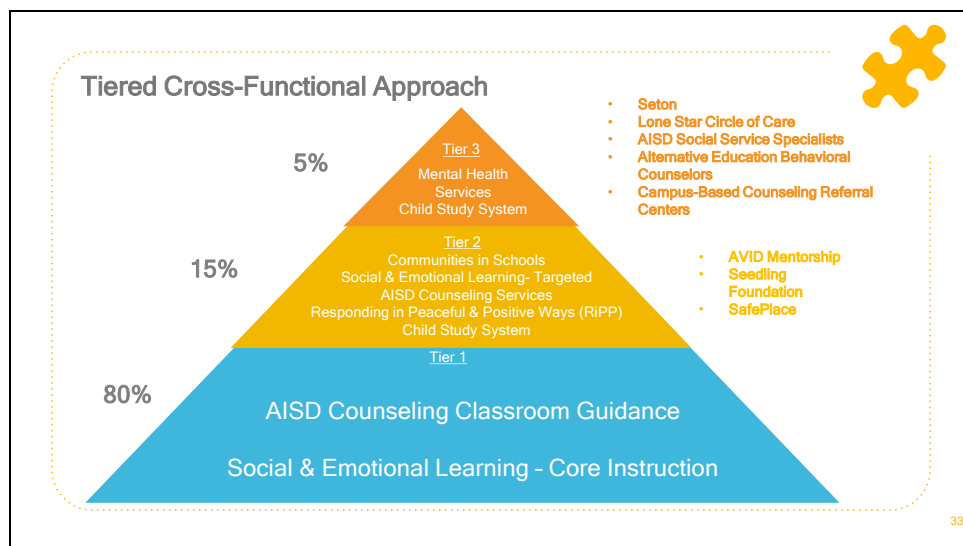 Tiered Cross-Functional Approach
5%
Tier 3
Mental Health
Services
Child Study System
• Seton
• Lone Star Circle of Care
• AISD Social Service Specialists
• Alternative Education Behavioral
Counselors
• Campus-Based Counseling Referral
Centers
15%
Tier 2
Communities in Schools
Social & Emotional Learning- Targeted
AISD Counseling Services
Responding in Peaceful & Positive Ways (RiPP)
Child Study System
• AVID Mentorship
• Seedling
Foundation
• SafePlace
80%
Tier 1
AISD Counseling Classroom Guidance
Social & Emotional Learning – Core Instruction
33